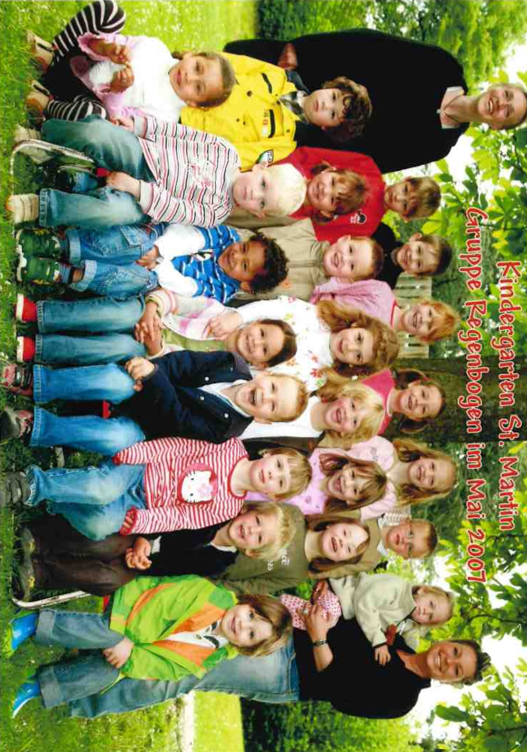 Kindergarten St. Martin
Gruppe Regenbogen im Mai 2007